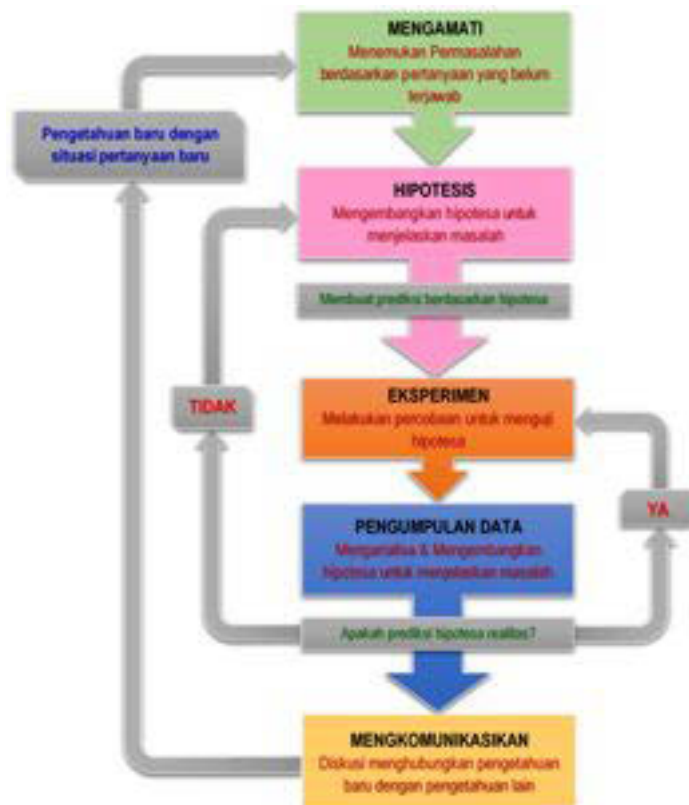 MENGAMATI
Menemukan Permasalahan
berdasarkan pertanyaan yang belum
terjawab
Pengetahuan baru dengan
situasi pertanyaan baru
HIPOTESIS
Mengembangkan hipotesa untuk
menjelaskan masalah
Membuat prediksi berdasarkan hipotesa
TIDAK
EKSPERIMEN
Melakukan percobaan untuk menguji
hipotesa
YA
PENGUMPULAN DATA
Menganalisa & Mengembangkan
hipotesa untuk menjelaskan masalah
Apakah prediksi hipotesa realitas?
MENGKOMUNIKASIKAN
Diskusi menghubungkan pengetahuan
baru dengan pengetahuan lain